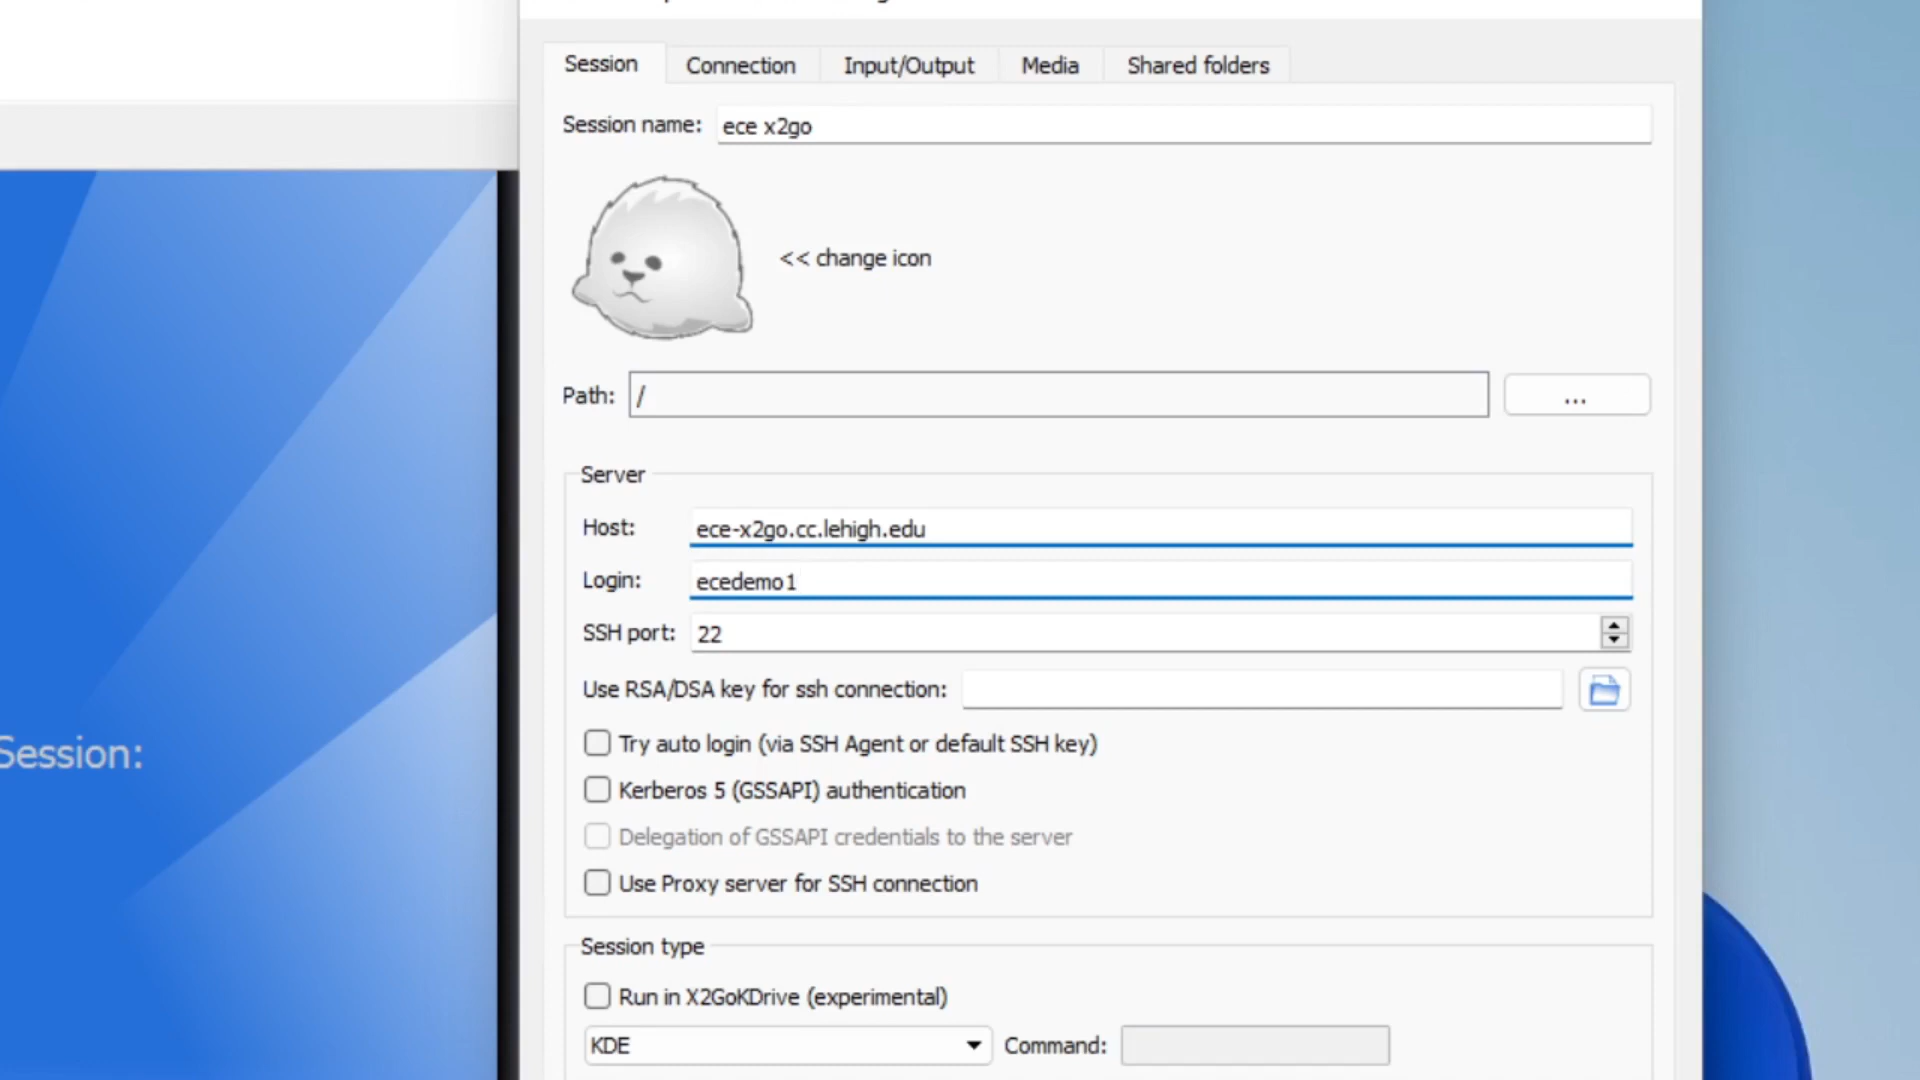 Session Connection Input/Output Media Shared folders
Session name: ece x2go
<< change icon
Path: / ...
Server
Host: ece-x2go.cc.lehigh.edu
Login: ecedemo1
SSH port: 22
Use RSA/DSA key for ssh connection:
Try auto login (via SSH Agent or default SSH key)
Session:
Kerberos 5 (GSSAPI) authentication
Delegation of GSSAPI credentials to the server
Use Proxy server for SSH connection
Session type
Run in X2GoKDrive (experimental)
KDE Command: